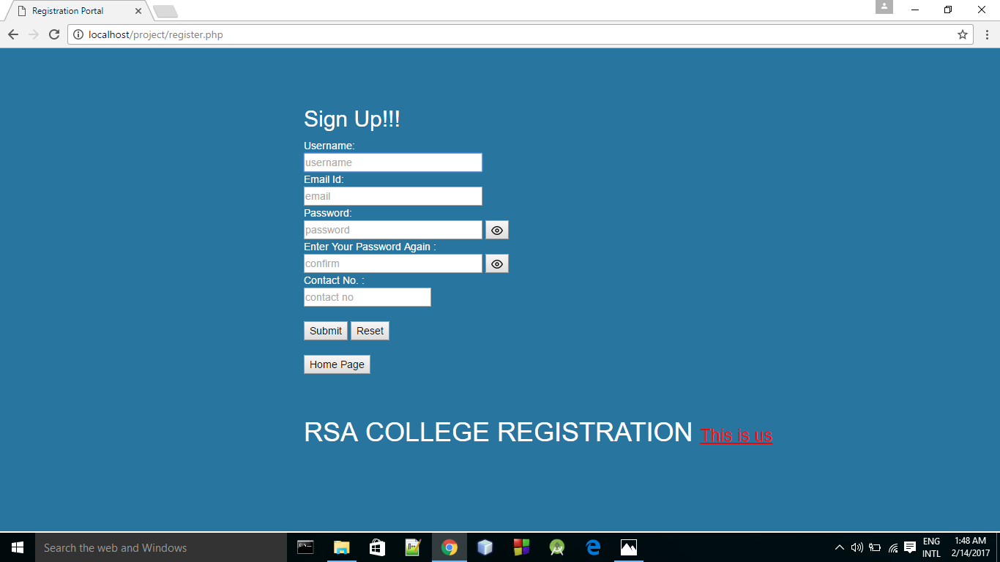 Registration Portal
localhost/project/register.php
Sign Up!!!
Username:
username
Email Id:
email
Password:
password
Enter Your Password Again :
confirm
Contact No. :
contact no
Submit Reset
Home Page
RSA COLLEGE REGISTRATION This is us
Search the web and Windows
ENG
INTL
1:48 AM
2/14/2017